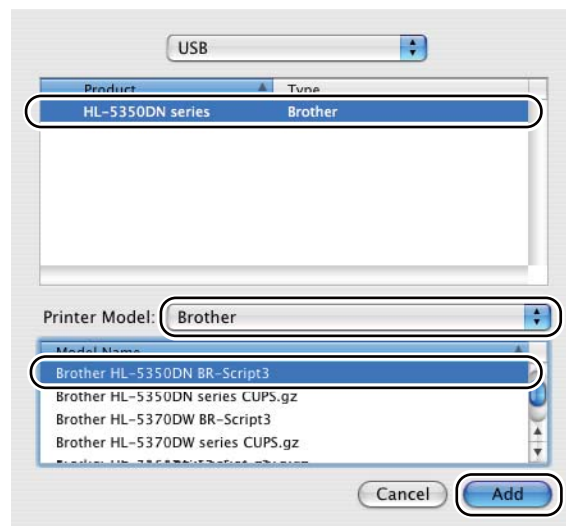 USB
Product Type
HL-5350DN series Brother
Printer Model: Brother
Model Name
Brother HL-5350DN BR-Script3
Brother HL-5350DN series CUPS.gz
Brother HL-5370DW BR-Script3
Brother HL-5370DW series CUPS.gz
Cancel Add